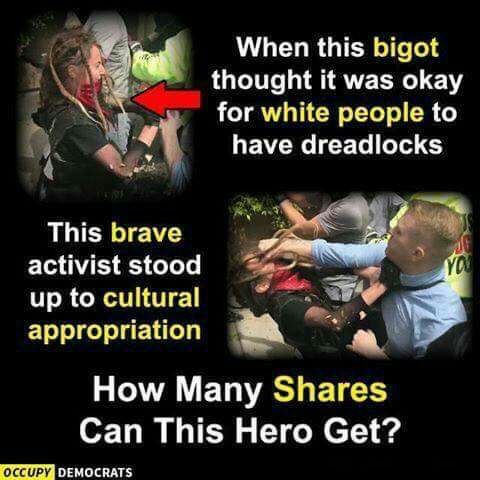 When this bigot
thought it was okay
for white people to
have dreadlocks
This brave
activist stood
up to cultural
appropriation
How Many Shares
Can This Hero Get?
OCCUPY DEMOCRATS